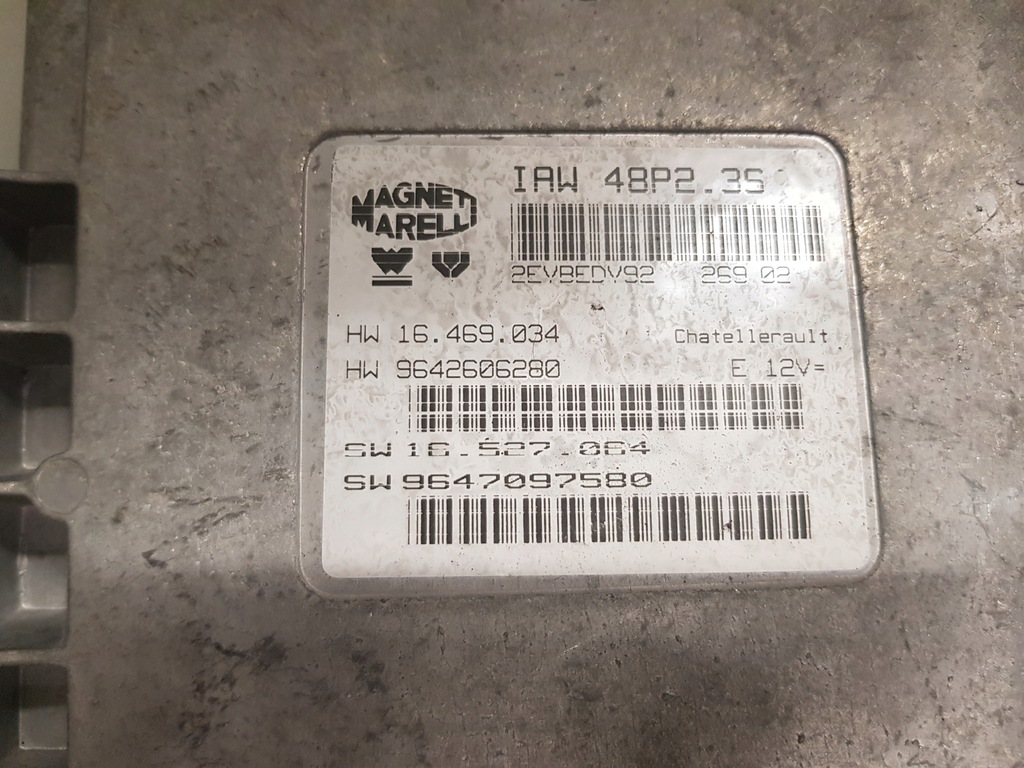 MAGNETI
MARELLI
IAW 48P2.3S
2EVBEDV92 269 02
HW 16.469.034 Chatellerault
HW 9642606280 E 12V=
SW 16.527.064
SW 9647097580